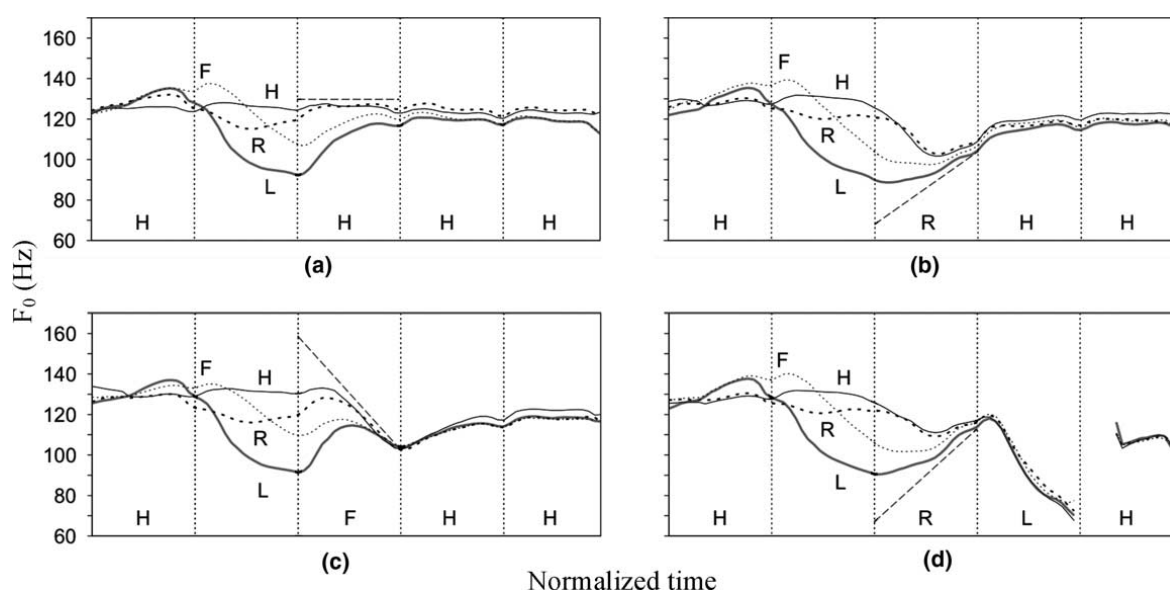 160
140
120
100
80
60
F
H
R
L
H H H H
(a)
F
H
R
L
H R H H
(b)
F₀ (Hz)
160
140
120
100
80
60
F
H
R
L
H F H H
(c)
F
H
R
L
H R L H
(d)
Normalized time